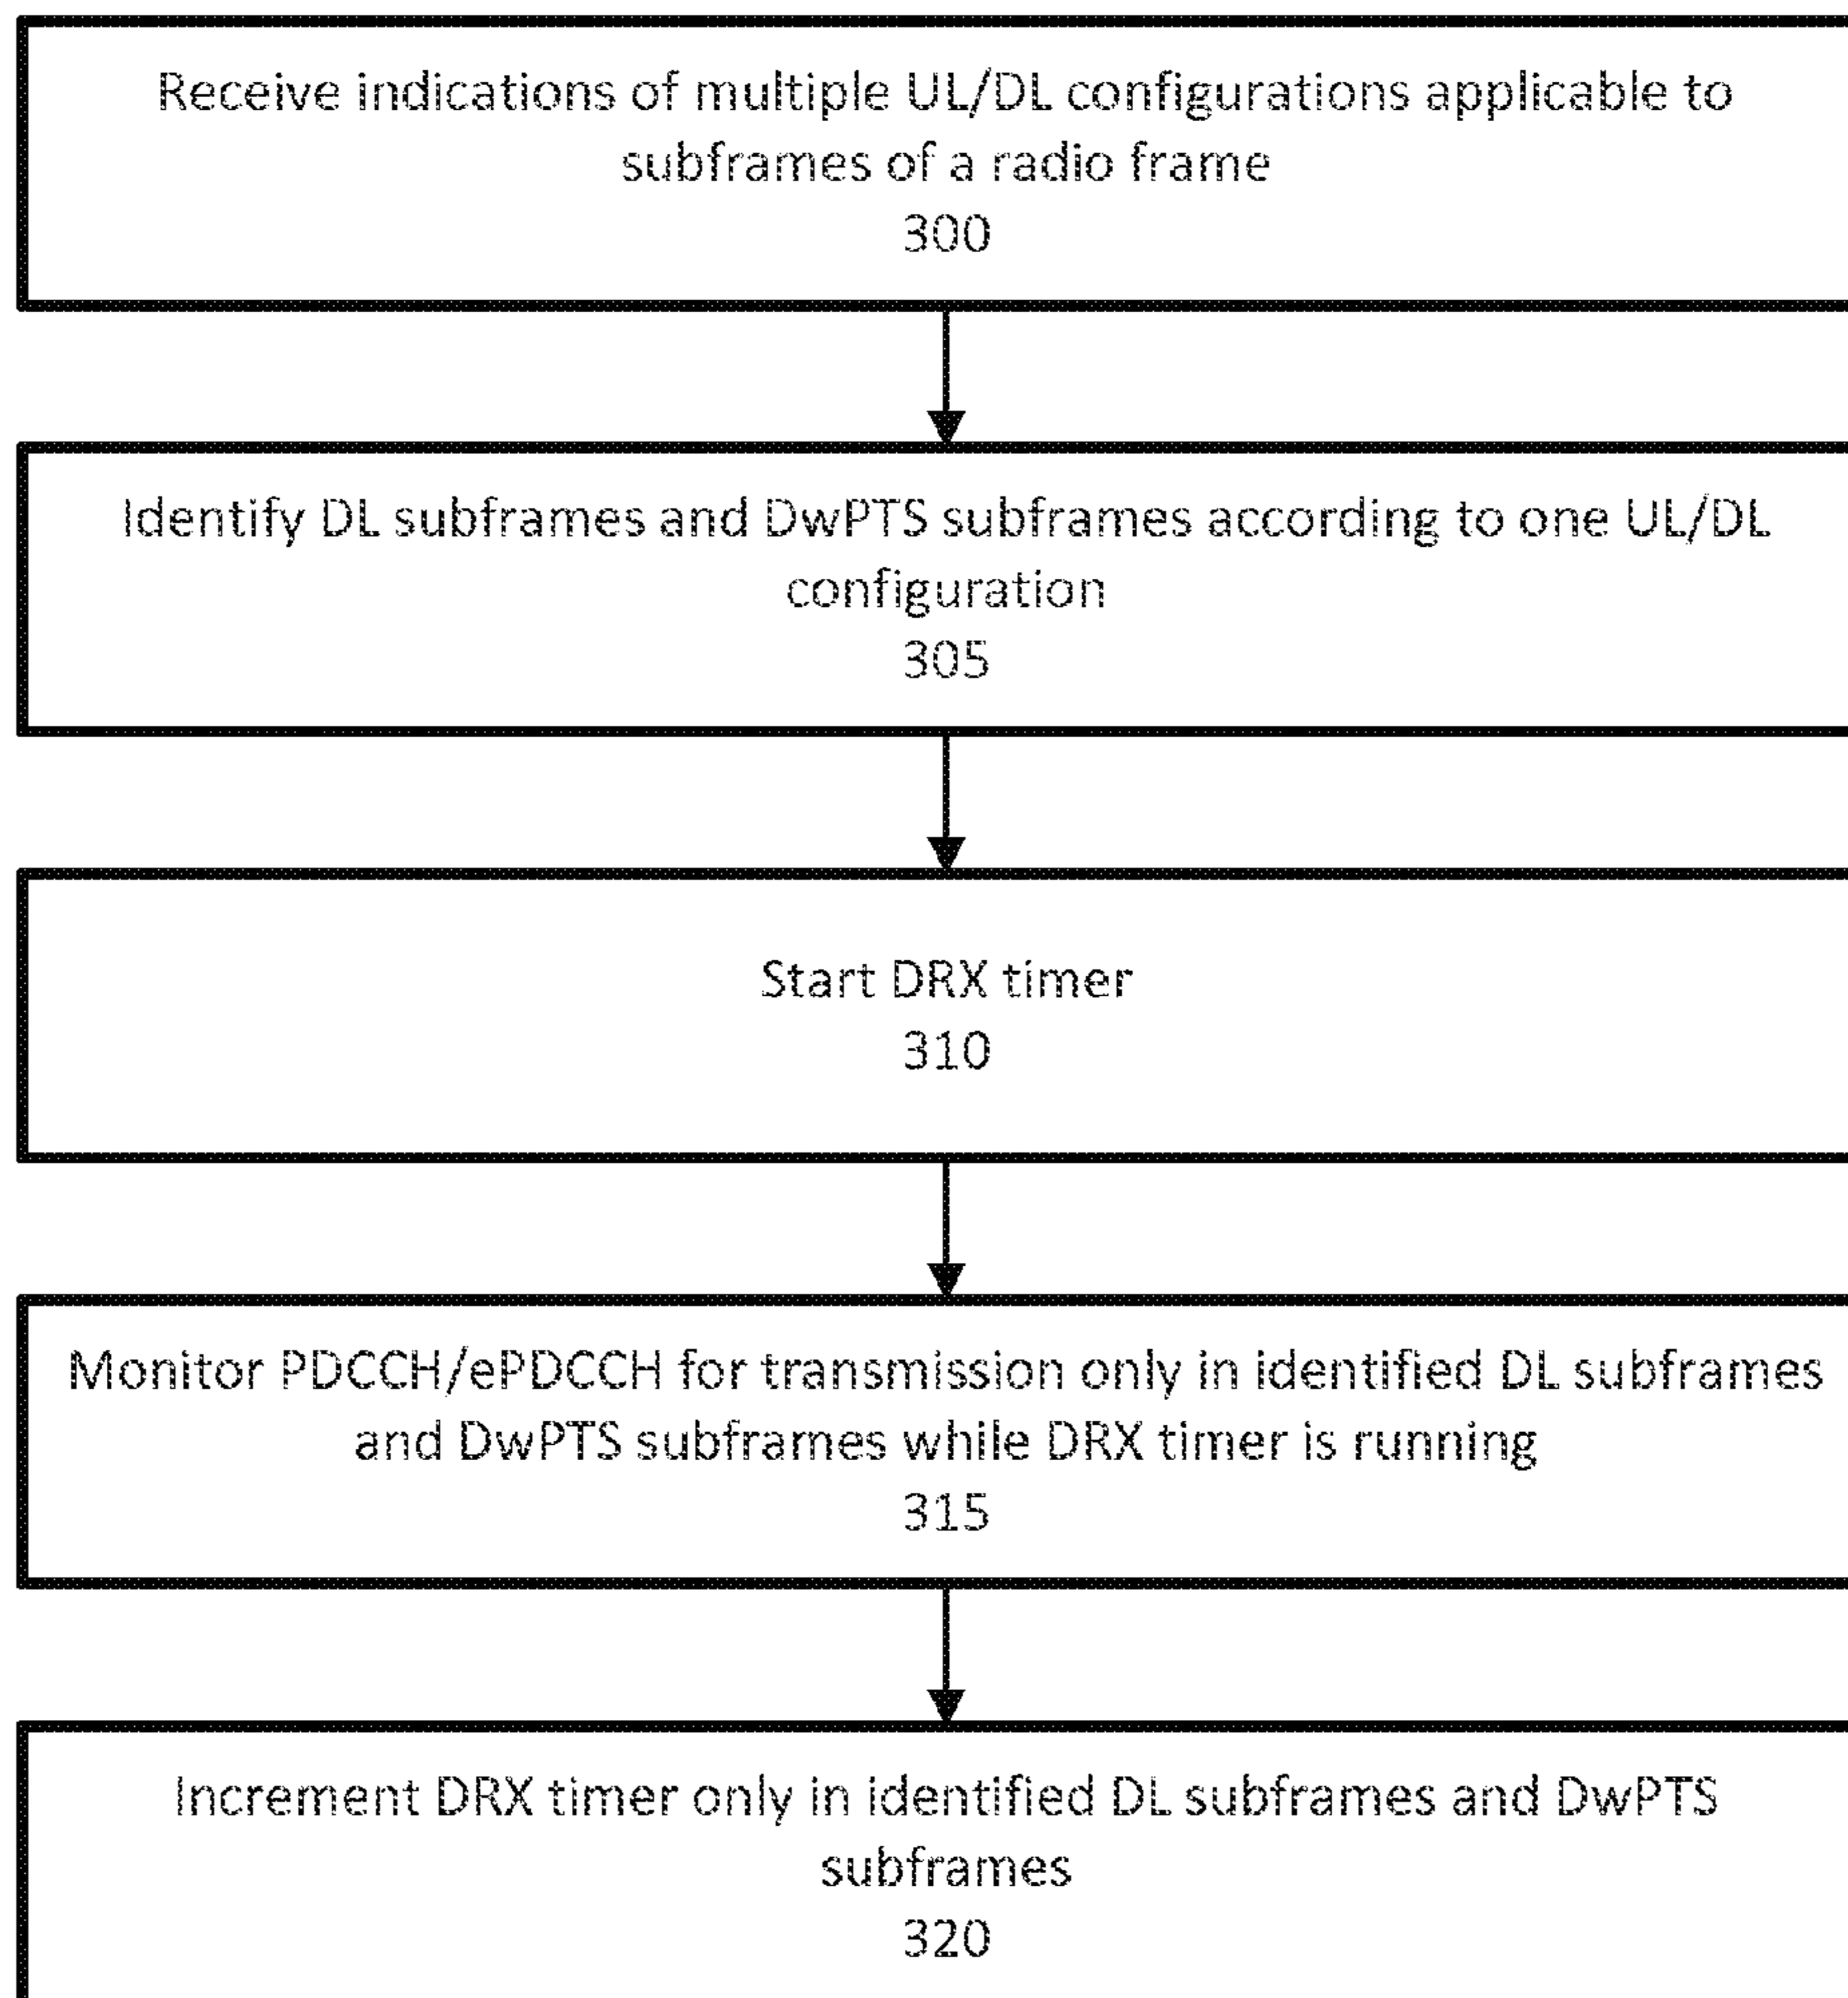 Receive indications of multiple UL/DL configurations applicable to
subframes of a radio frame
300
Identify DL subframes and DwPTS subframes according to one UL/DL
configuration
305
Start DRX timer
310
Monitor PDCCH/ePDCCH for transmission only in identified DL subframes
and DwPTS subframes while DRX timer is running
315
Increment DRX timer only in identified DL subframes and DwPTS
subframes
320